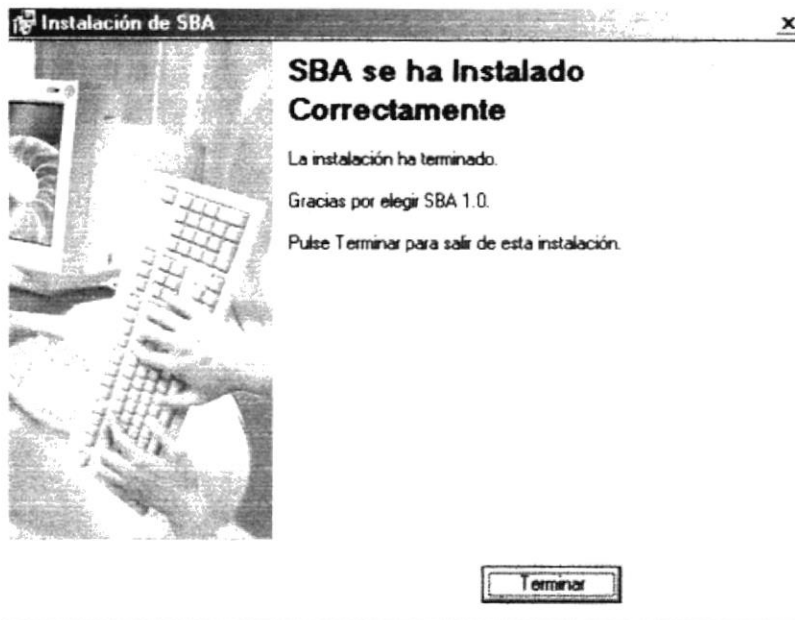 Instalación de SBA
SBA se ha Instalado
Correctamente
La instalación ha terminado.
Gracias por elegir SBA 1.0.
Pulse Terminar para salir de esta instalación.
Terminar